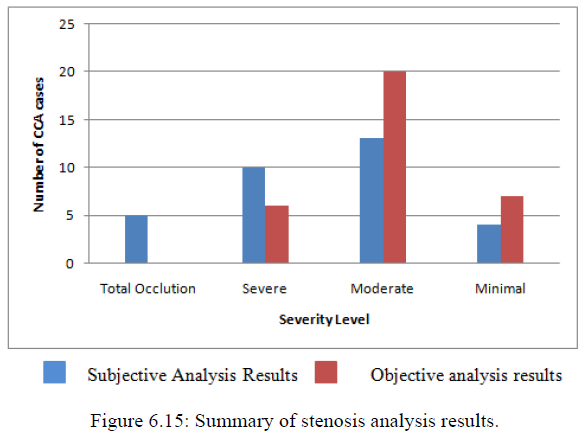 25
20
15
10
5
0
Number of CCA cases
Total Occlution Severe Moderate Minimal
Severity Level
Subjective Analysis Results Objective analysis results
Figure 6.15: Summary of stenosis analysis results.